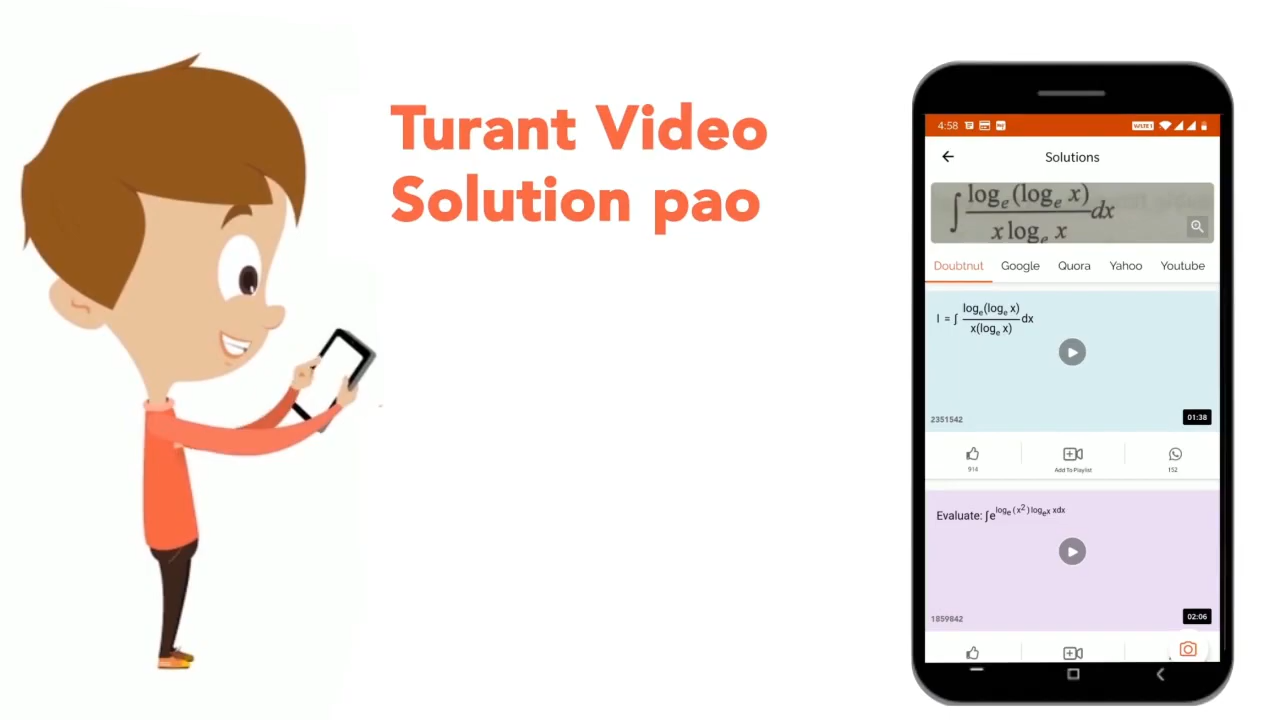 Turant Video
Solution pao
4:58
VoLTE1
Solutions
∫ logₑ(logₑ x) / x logₑ x dx
Doubtnut Google Quora Yahoo Youtube
I = ∫ logₑ(logₑ x) / x(logₑ x) dx
2351542 01:38
914 Add To Playlist 152
Evaluate: ∫e^logₑ(x²)logₑx xdx
1859842 02:06